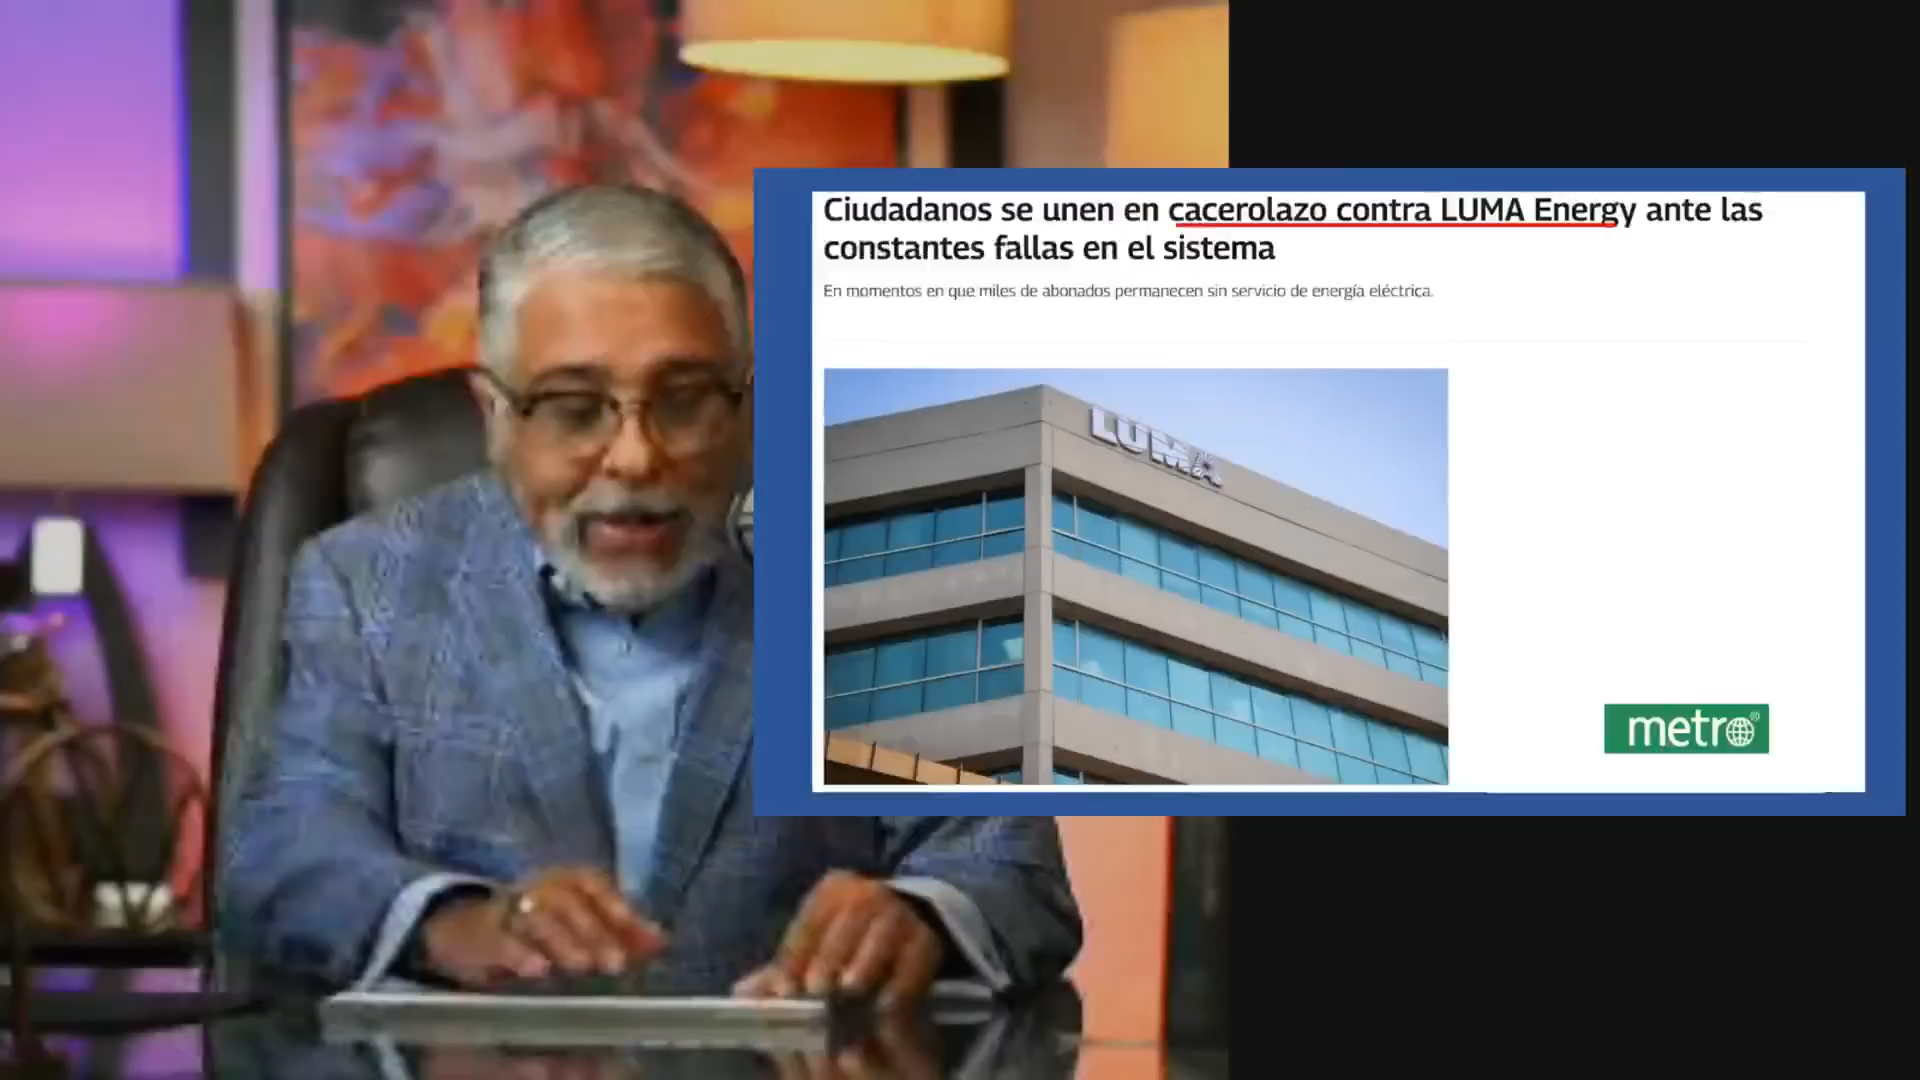 Ciudadanos se unen en cacerolazo contra LUMA Energy ante las
constantes fallas en el sistema
En momentos en que miles de abonados permanecen sin servicio de energía eléctrica.
LUMA
metro